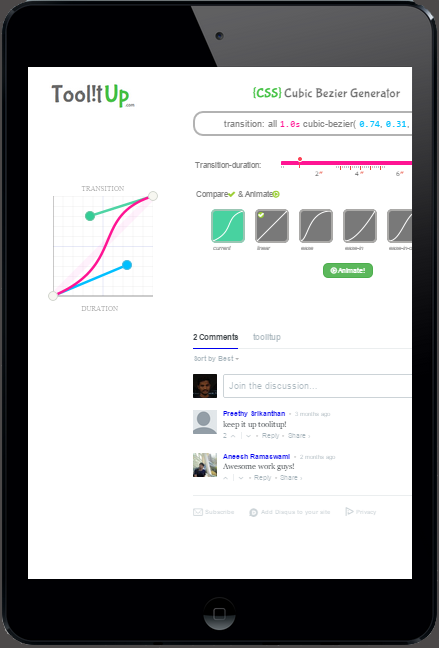 Tool!tUp
.com
{CSS} Cubic Bezier Generator
transition: all 1.0s cubic-bezier( 0.74, 0.31,
Transition-duration:
2s 4s 6s
Compare & Animate
TRANSITION
DURATION
current linear ease ease-in ease-in-o
Animate!
2 Comments toolitup
Sort by Best
Join the discussion...
Preethy Srikanthan • 3 months ago
keep it up toolitup!
2 • Reply • Share ›
Aneesh Ramaswami • 2 months ago
Awesome work guys!
• Reply • Share ›
Subscribe Add Disqus to your site Privacy